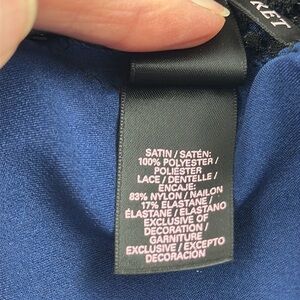 RET
SATIN / SATÉN:
100% POLYESTER /
POLIÉSTER
LACE / DENTELLE /
ENCAJE:
83% NYLON / NAILON
17% ELASTANE /
ÉLASTANE / ELASTANO
EXCLUSIVE OF
DECORATION /
GARNITURE
EXCLUSIVE / EXCEPTO
DECORACIÓN